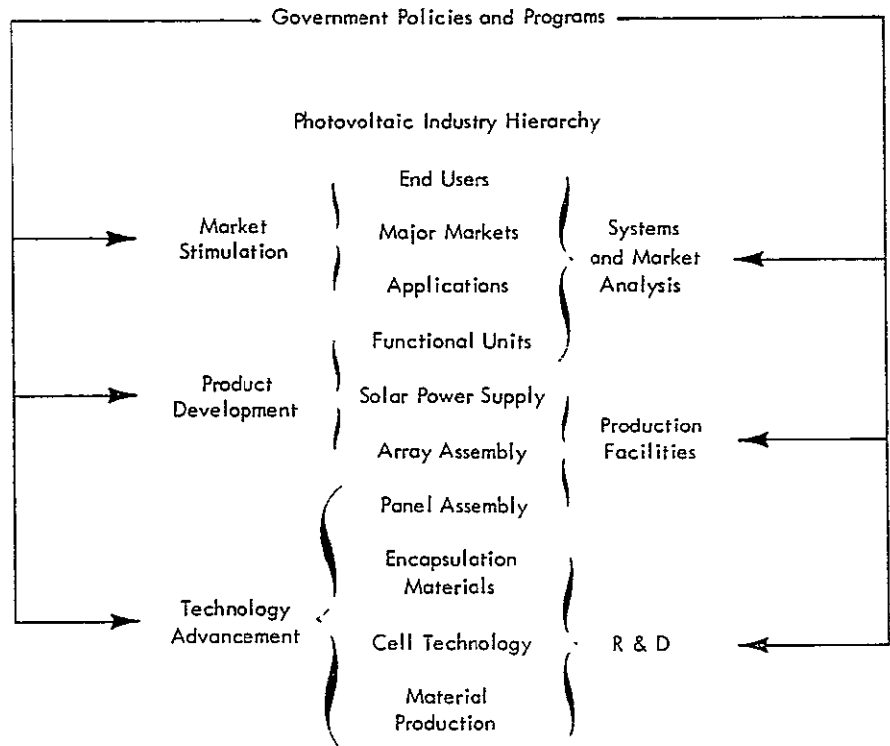 Government Policies and Programs
Photovoltaic Industry Hierarchy
End Users
Market
Stimulation
Major Markets
Systems
and Market
Analysis
Applications
Functional Units
Product
Development
Solar Power Supply
Production
Facilities
Array Assembly
Panel Assembly
Encapsulation
Materials
Technology
Advancement
Cell Technology
R & D
Material
Production